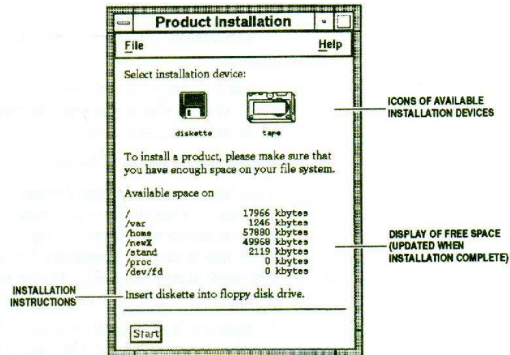 Product Installation
File Help
Select installation device:
diskette tape
ICONS OF AVAILABLE
INSTALLATION DEVICES
To install a product, please make sure that
you have enough space on your file system.
Available space on
/ 17966 kbytes
/var 1246 kbytes
/home 57880 kbytes
/newX 49968 kbytes
/stand 2119 kbytes
/proc 0 kbytes
/dev/fd 0 kbytes
DISPLAY OF FREE SPACE
(UPDATED WHEN
INSTALLATION COMPLETE)
INSTALLATION
INSTRUCTIONS
Insert diskette into floppy disk drive.
Start